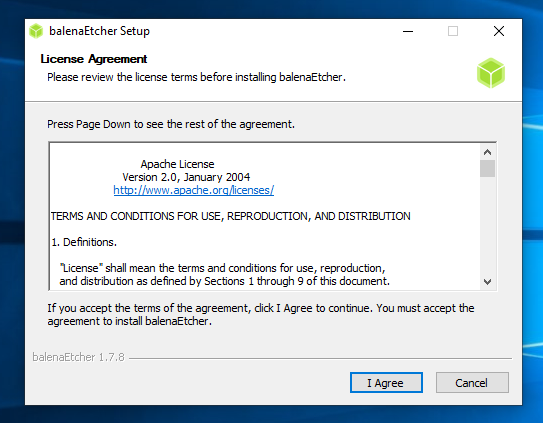 balenaEtcher Setup
License Agreement
Please review the license terms before installing balenaEtcher.
Press Page Down to see the rest of the agreement.
Apache License
Version 2.0, January 2004
http://www.apache.org/licenses/
TERMS AND CONDITIONS FOR USE, REPRODUCTION, AND DISTRIBUTION
1. Definitions.
"License" shall mean the terms and conditions for use, reproduction,
and distribution as defined by Sections 1 through 9 of this document.
If you accept the terms of the agreement, click I Agree to continue. You must accept the
agreement to install balenaEtcher.
balenaEtcher 1.7.8
I Agree
Cancel